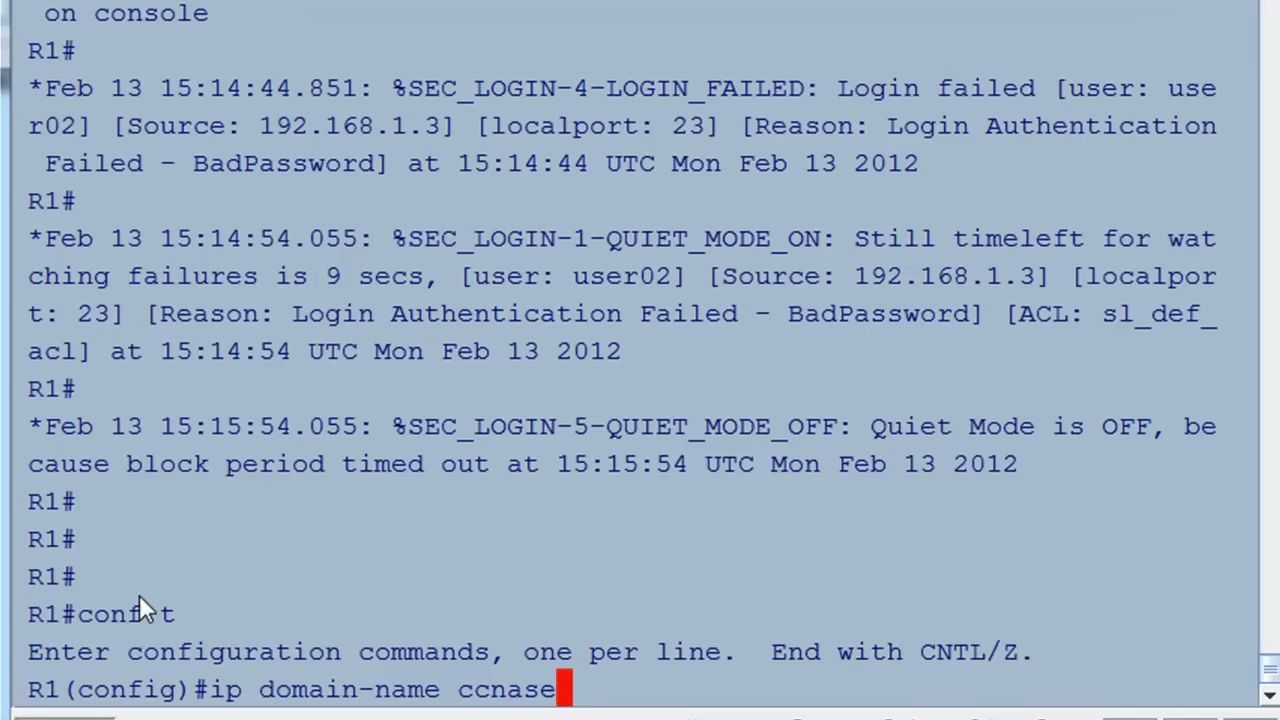 on console
R1#
*Feb 13 15:14:44.851: %SEC_LOGIN-4-LOGIN_FAILED: Login failed [user: use
r02] [Source: 192.168.1.3] [localport: 23] [Reason: Login Authentication
Failed - BadPassword] at 15:14:44 UTC Mon Feb 13 2012
R1#
*Feb 13 15:14:54.055: %SEC_LOGIN-1-QUIET_MODE_ON: Still timeleft for wat
ching failures is 9 secs, [user: user02] [Source: 192.168.1.3] [localpor
t: 23] [Reason: Login Authentication Failed - BadPassword] [ACL: sl_def_
acl] at 15:14:54 UTC Mon Feb 13 2012
R1#
*Feb 13 15:15:54.055: %SEC_LOGIN-5-QUIET_MODE_OFF: Quiet Mode is OFF, be
cause block period timed out at 15:15:54 UTC Mon Feb 13 2012
R1#
R1#
R1#
R1#conf t
Enter configuration commands, one per line.  End with CNTL/Z.
R1(config)#ip domain-name ccnase